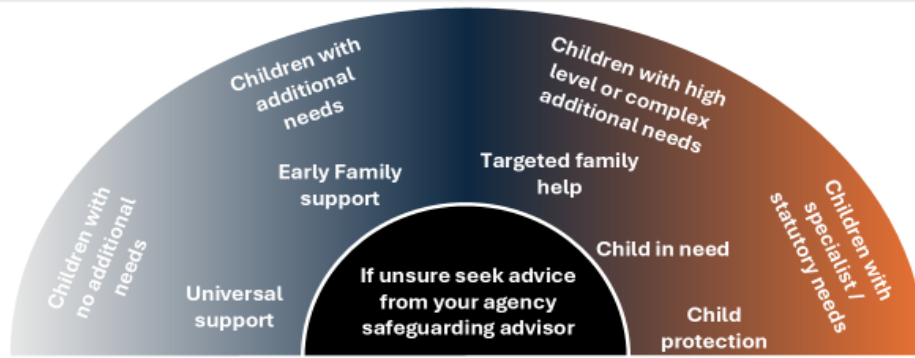 Children with
no additional
needs
Universal
support
Children with
additional
needs
Early Family
support
Children with high
level or complex
additional needs
Targeted family
help
Children with
specialist /
statutory needs
Child in need
Child
protection
If unsure seek advice
from your agency
safeguarding advisor